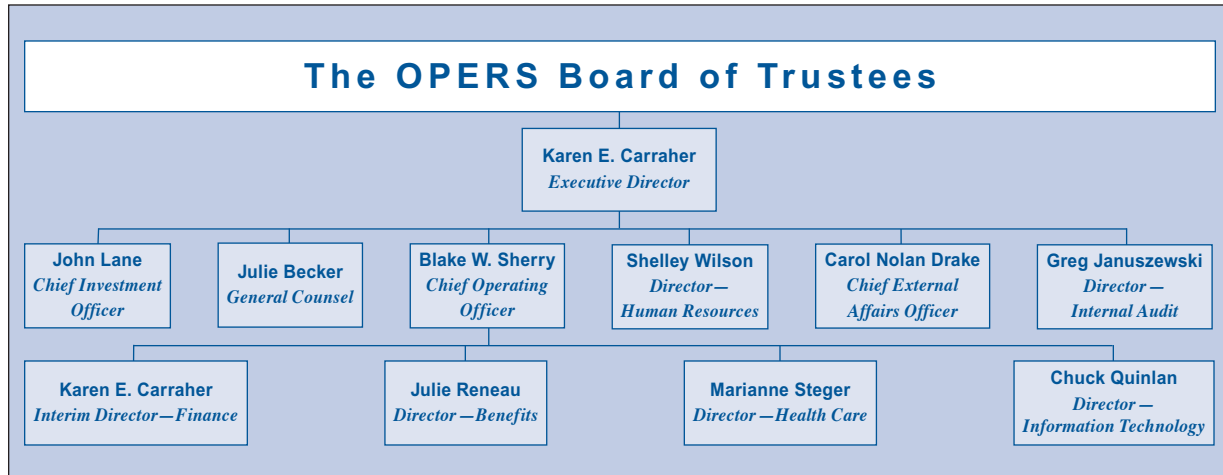 The OPERS Board of Trustees
Karen E. Carraher
Executive Director
John Lane
Chief Investment
Officer
Julie Becker
General Counsel
Blake W. Sherry
Chief Operating
Officer
Shelley Wilson
Director—
Human Resources
Carol Nolan Drake
Chief External
Affairs Officer
Greg Januszewski
Director—
Internal Audit
Karen E. Carraher
Interim Director—Finance
Julie Reneau
Director—Benefits
Marianne Steger
Director—Health Care
Chuck Quinlan
Director—
Information Technology